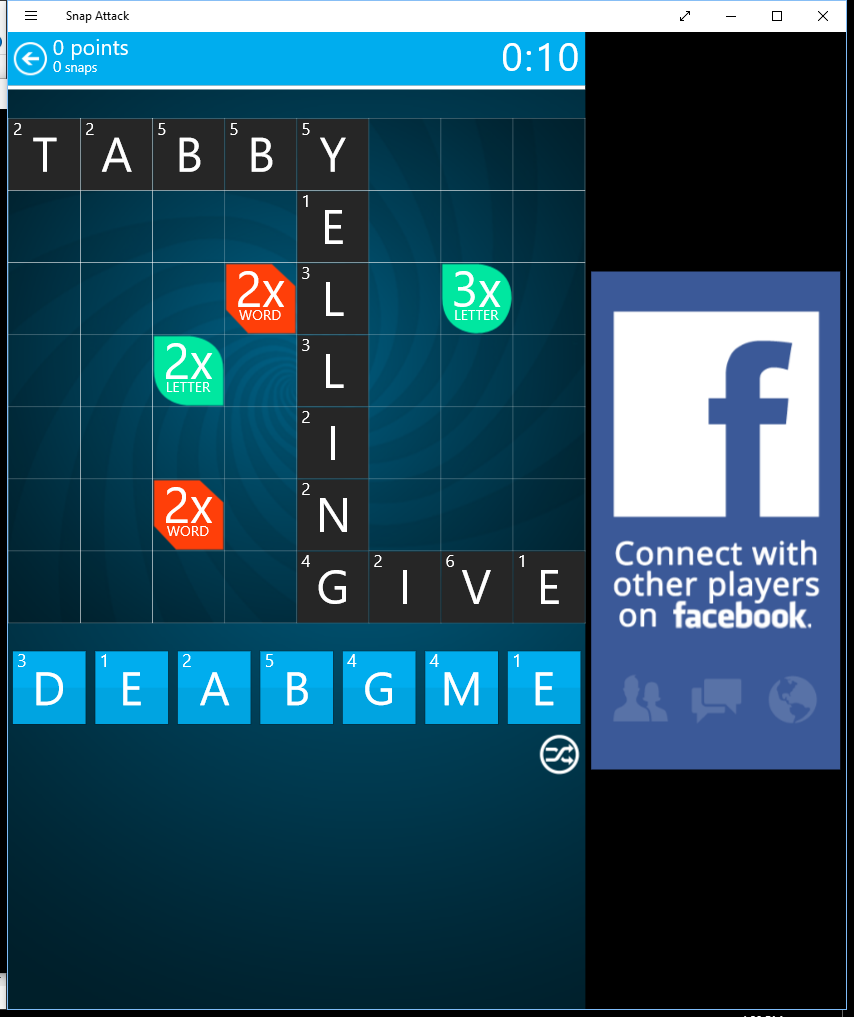 Snap Attack
0 points
0 snaps
0:10
2 T 2 A 5 B 5 B 5 Y
1 E
2x WORD 3 L 3x LETTER
2x LETTER 3 L
2 I
2x WORD 2 N
4 G 2 I 6 V 1 E
3 D 1 E 2 A 5 B 4 G 4 M 1 E
f
Connect with
other players
on facebook.